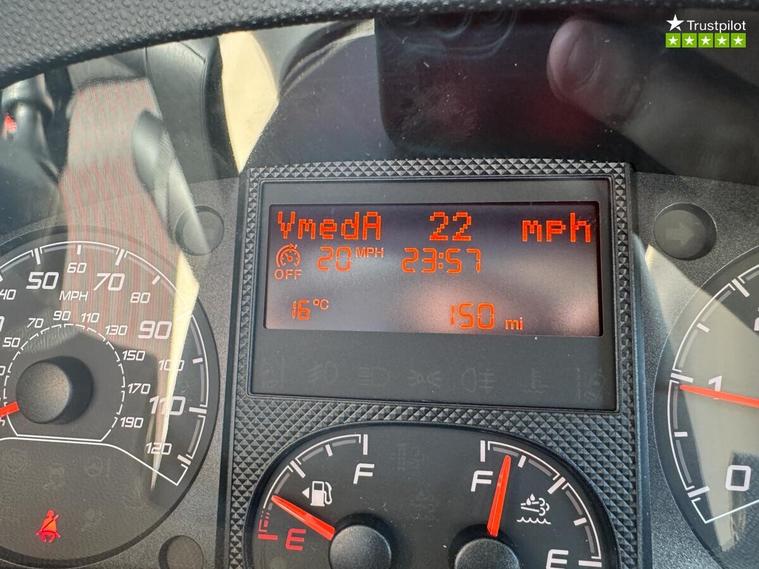 Trustpilot
VmedA 22 mph
OFF 20 MPH 23:57
16°C 150 mi
40 50 60 70 80 90 100 110 120
MPH
50 70 90 110 130 150 170 190
F E
F E
1
0